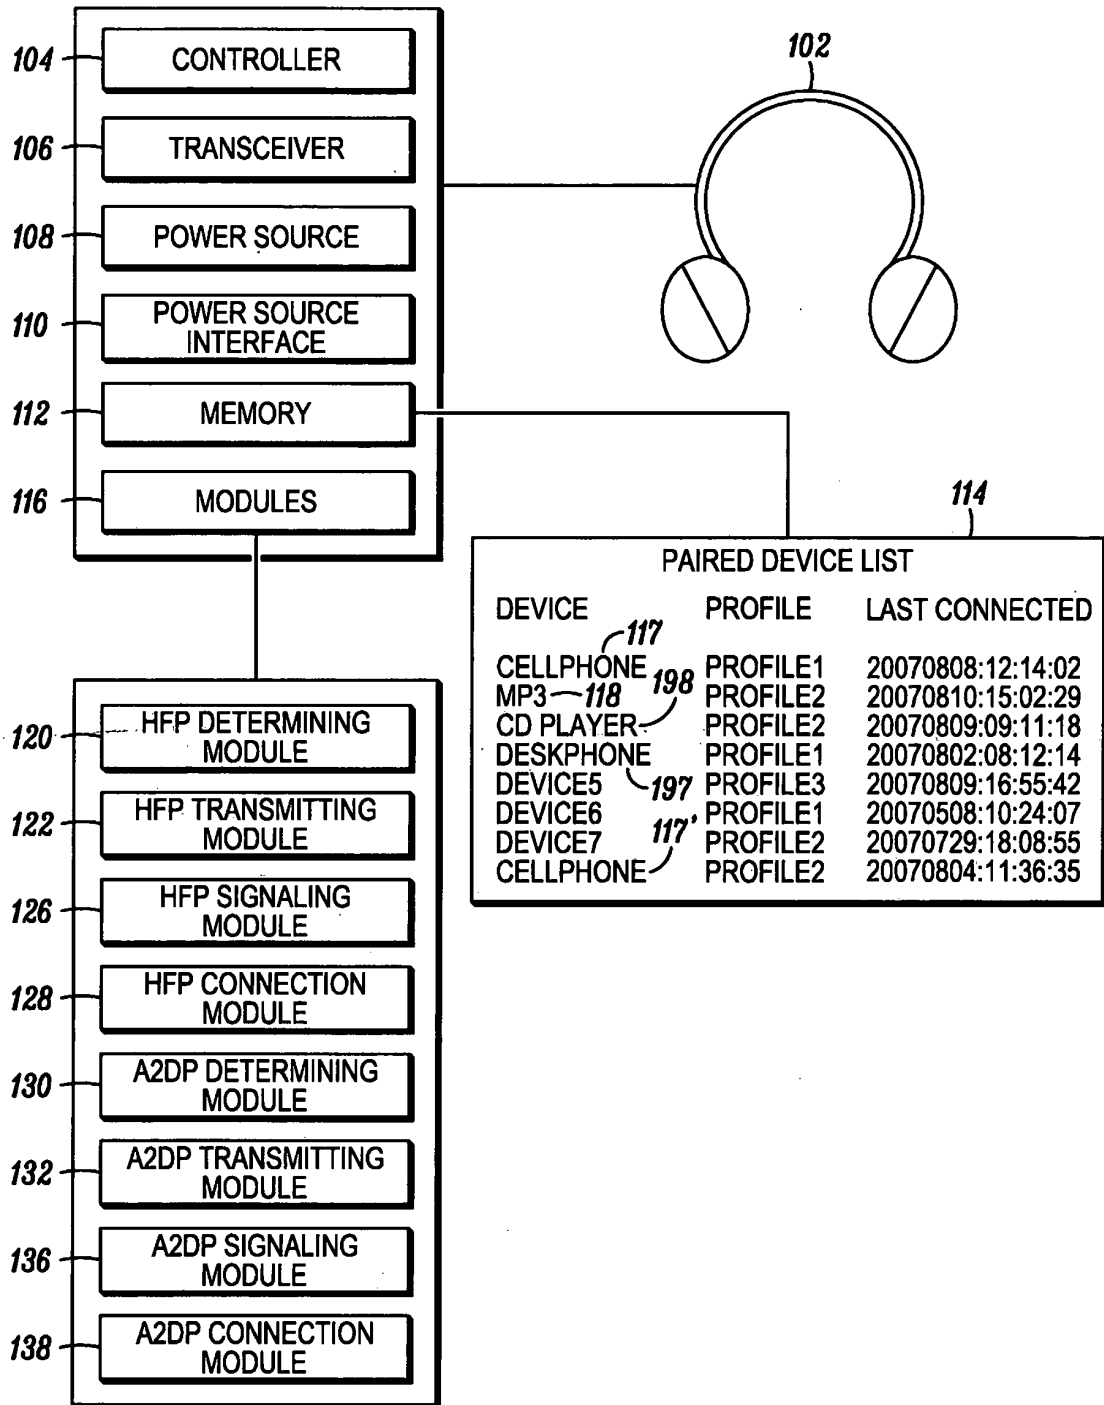 104 CONTROLLER
102
106 TRANSCEIVER
108 POWER SOURCE
110 POWER SOURCE
INTERFACE
112 MEMORY
116 MODULES
114
PAIRED DEVICE LIST
DEVICE PROFILE LAST CONNECTED
117
CELLPHONE PROFILE1 20070808:12:14:02
MP3 118 198 PROFILE2 20070810:15:02:29
CD PLAYER PROFILE2 20070809:09:11:18
DESKPHONE PROFILE1 20070802:08:12:14
DEVICE5 197 PROFILE3 20070809:16:55:42
DEVICE6 117' PROFILE1 20070508:10:24:07
DEVICE7 PROFILE2 20070729:18:08:55
CELLPHONE PROFILE2 20070804:11:36:35
120 HFP DETERMINING
MODULE
122 HFP TRANSMITTING
MODULE
126 HFP SIGNALING
MODULE
128 HFP CONNECTION
MODULE
130 A2DP DETERMINING
MODULE
132 A2DP TRANSMITTING
MODULE
136 A2DP SIGNALING
MODULE
138 A2DP CONNECTION
MODULE